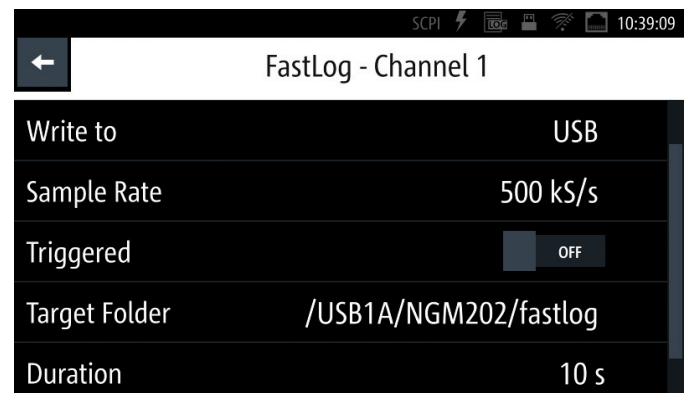 SCPI LOG 10:39:09
FastLog - Channel 1
Write to USB
Sample Rate 500 kS/s
Triggered OFF
Target Folder /USB1A/NGM202/fastlog
Duration 10 s